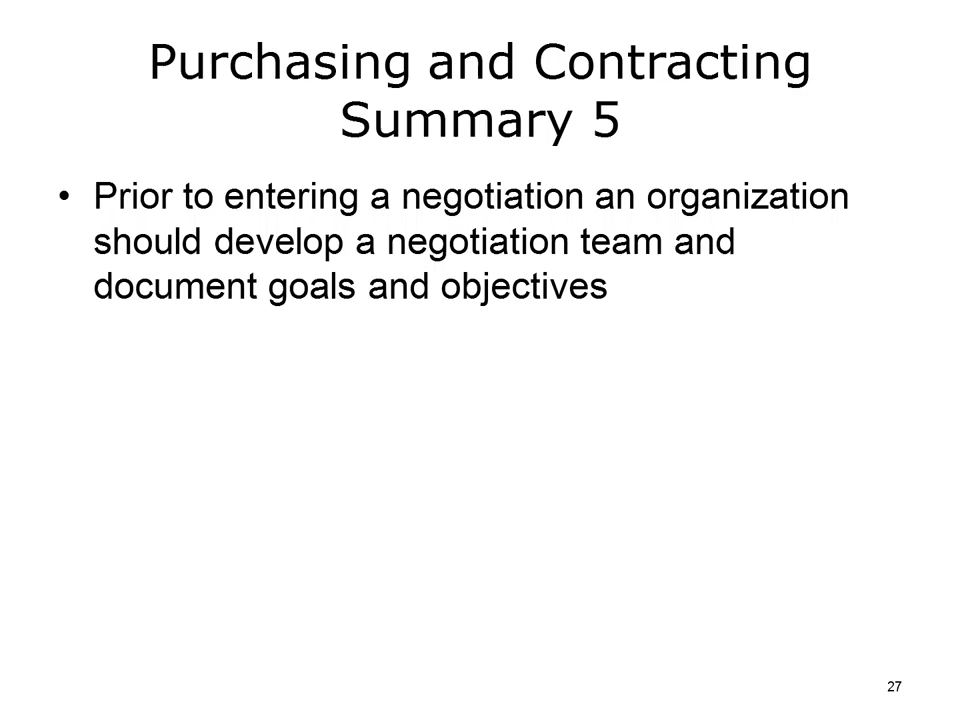 Purchasing and Contracting
Summary 5
• Prior to entering a negotiation an organization
should develop a negotiation team and
document goals and objectives
27